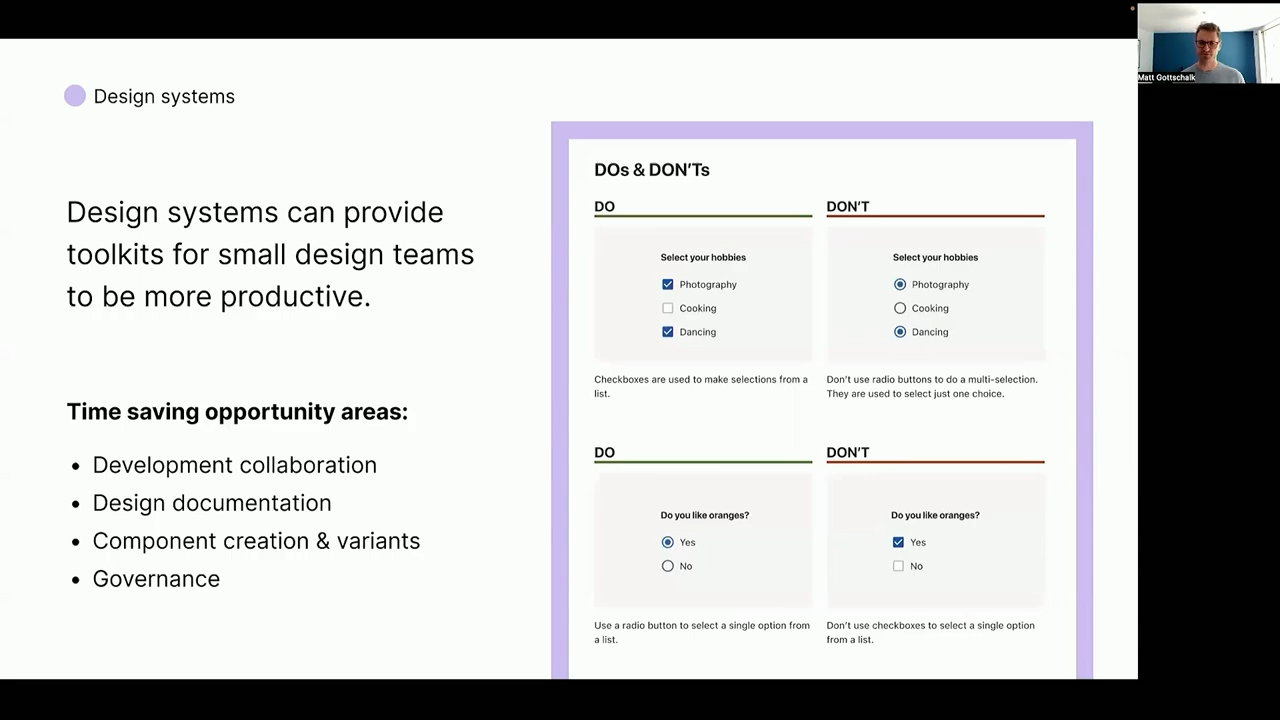 Matt Gottschalk
Design systems
Design systems can provide
toolkits for small design teams
to be more productive.
Time saving opportunity areas:
• Development collaboration
• Design documentation
• Component creation & variants
• Governance
DOs & DON'Ts
DO
Select your hobbies
Photography
Cooking
Dancing
Checkboxes are used to make selections from a
list.
DON'T
Select your hobbies
Photography
Cooking
Dancing
Don't use radio buttons to do a multi-selection.
They are used to select just one choice.
DO
Do you like oranges?
Yes
No
Use a radio button to select a single option from
a list.
DON'T
Do you like oranges?
Yes
No
Don't use checkboxes to select a single option
from a list.